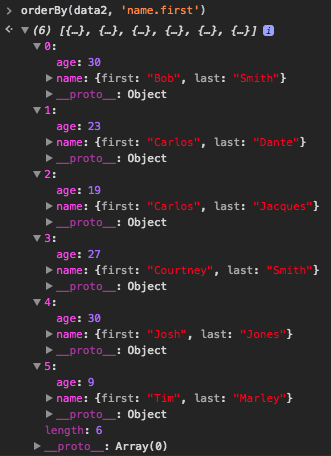 > orderBy(data2, 'name.first')
(6) [{…}, {…}, {…}, {…}, {…}, {…}] i
0:
age: 30
name: {first: "Bob", last: "Smith"}
__proto__: Object
1:
age: 23
name: {first: "Carlos", last: "Dante"}
__proto__: Object
2:
age: 19
name: {first: "Carlos", last: "Jacques"}
__proto__: Object
3:
age: 27
name: {first: "Courtney", last: "Smith"}
__proto__: Object
4:
age: 30
name: {first: "Josh", last: "Jones"}
__proto__: Object
5:
age: 9
name: {first: "Tim", last: "Marley"}
__proto__: Object
length: 6
__proto__: Array(0)